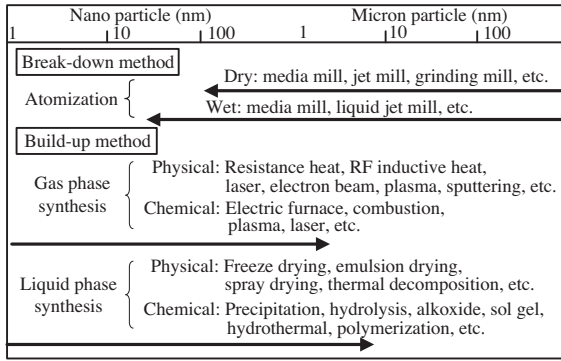 Nano particle (nm) Micron particle (nm)
1 10 100 1 10 100
Break-down method
Dry: media mill, jet mill, grinding mill, etc.
Atomization
Wet: media mill, liquid jet mill, etc.
Build-up method
Physical: Resistance heat, RF inductive heat,
laser, electron beam, plasma, sputtering, etc.
Gas phase
synthesis
Chemical: Electric furnace, combustion,
plasma, laser, etc.
Physical: Freeze drying, emulsion drying,
spray drying, thermal decomposition, etc.
Liquid phase
synthesis
Chemical: Precipitation, hydrolysis, alkoxide, sol gel,
hydrothermal, polymerization, etc.